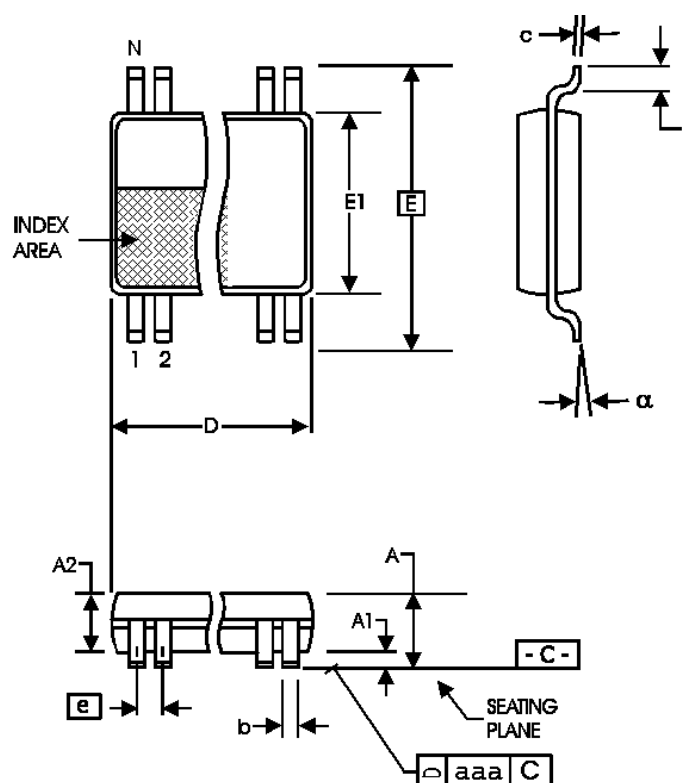 N
c
INDEX
AREA
E1
E
1 2
α
D
A2
A
A1
- C -
e
b
SEATING
PLANE
aaa C